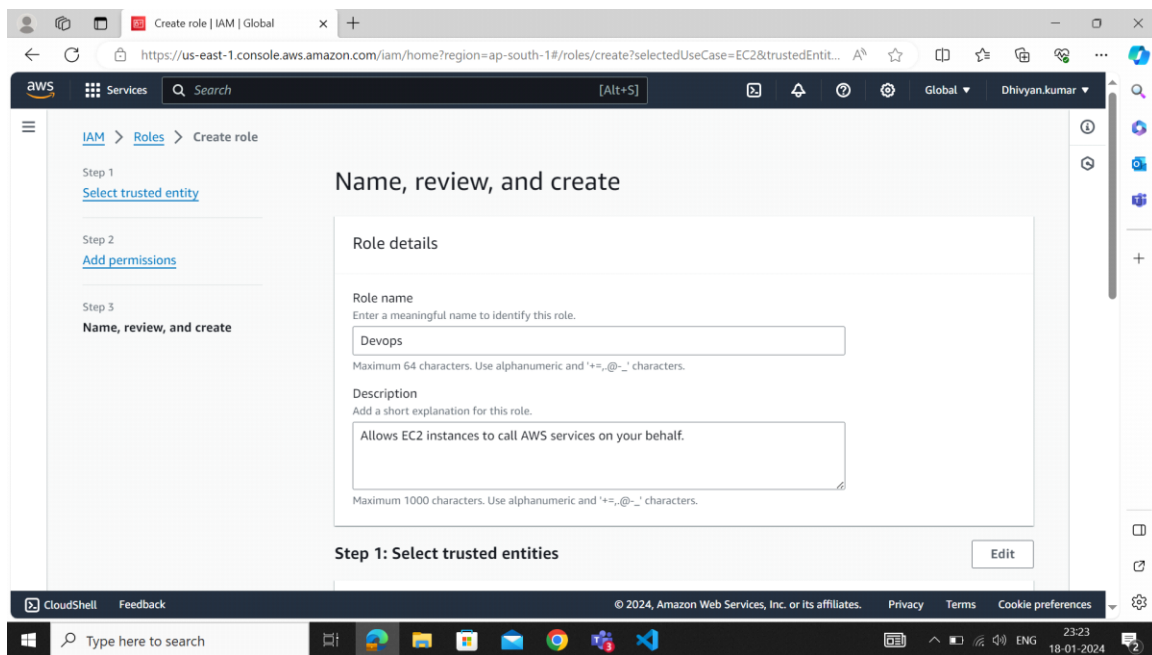 Create role | IAM | Global
https://us-east-1.console.aws.amazon.com/iam/home?region=ap-south-1#/roles/create?selectedUseCase=EC2&trustedEntit...
aws
Services
Search
[Alt+S]
Global
Dhivyan.kumar
IAM > Roles > Create role
Step 1
Select trusted entity
Step 2
Add permissions
Step 3
Name, review, and create
Name, review, and create
Role details
Role name
Enter a meaningful name to identify this role.
Devops
Maximum 64 characters. Use alphanumeric and '+=,.@-_' characters.
Description
Add a short explanation for this role.
Allows EC2 instances to call AWS services on your behalf.
Maximum 1000 characters. Use alphanumeric and '+=,.@-_' characters.
Step 1: Select trusted entities
Edit
CloudShell
Feedback
© 2024, Amazon Web Services, Inc. or its affiliates.
Privacy
Terms
Cookie preferences
Type here to search
ENG
23:23
18-01-2024